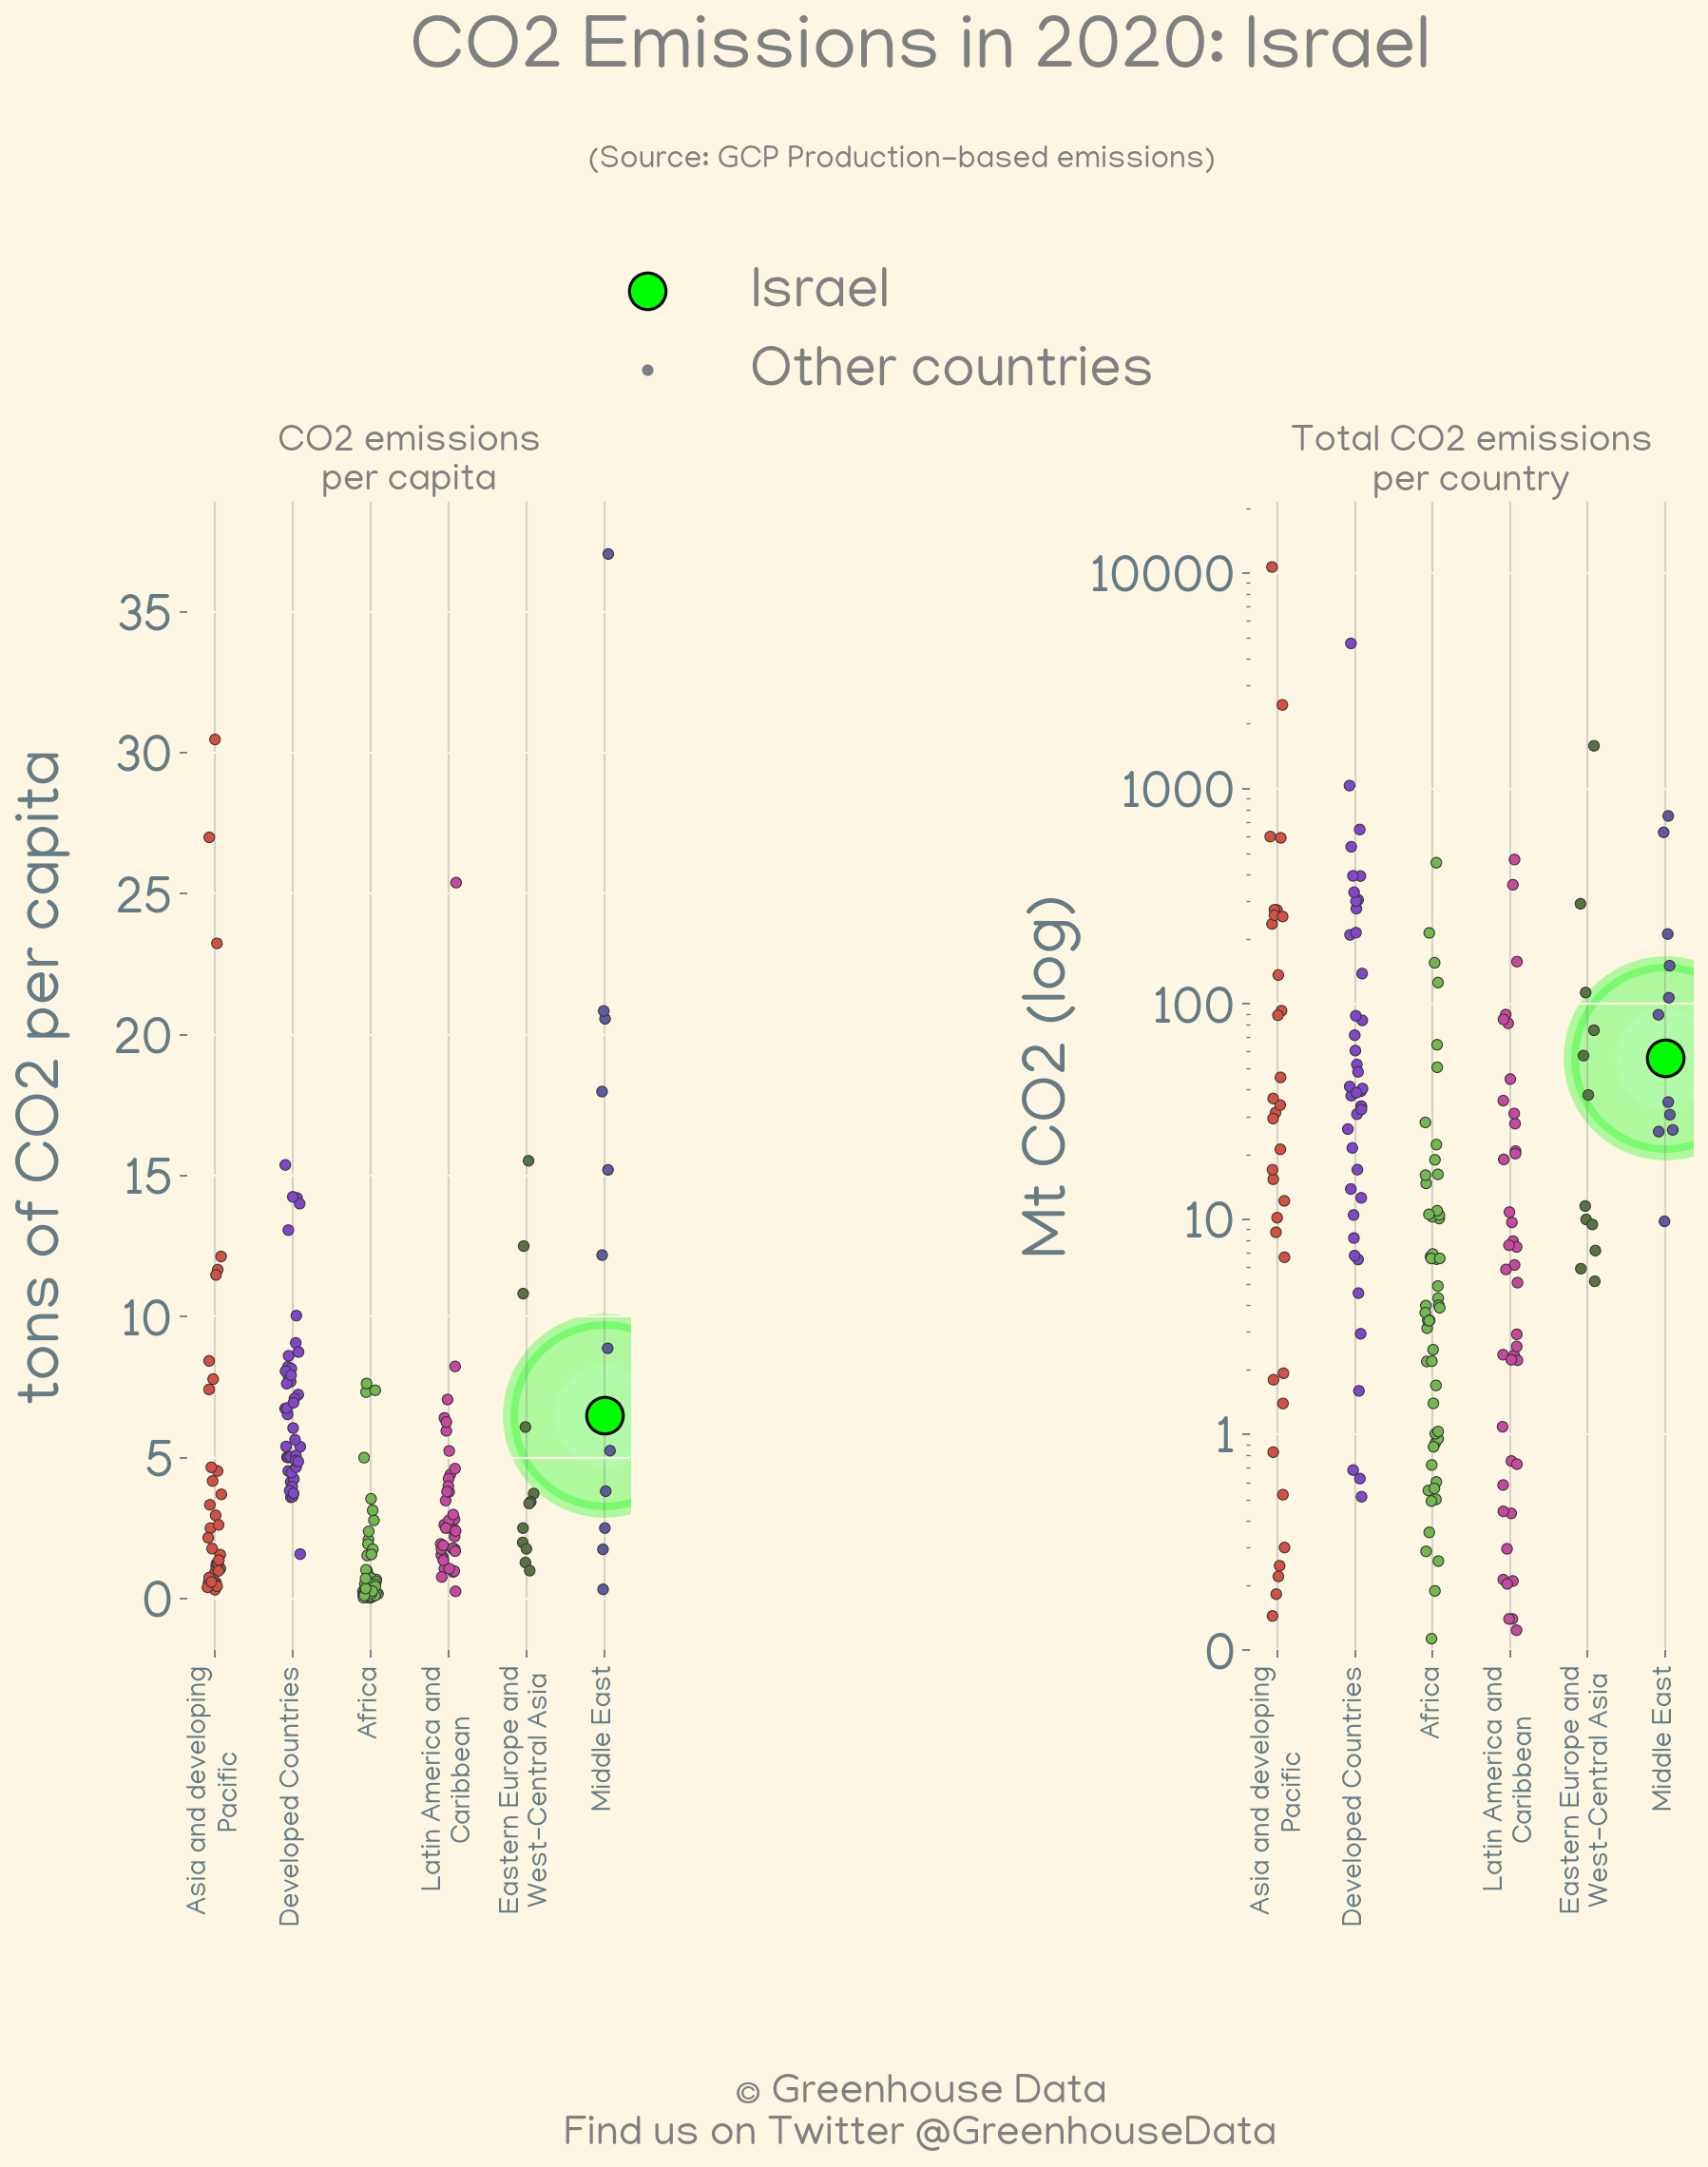 CO2 Emissions in 2020: Israel
(Source: GCP Production-based emissions)
Israel
Other countries
CO2 emissions
per capita
tons of CO2 per capita
35
30
25
20
15
10
5
0
Asia and developing
Pacific
Developed Countries
Africa
Latin America and
Caribbean
Eastern Europe and
West-Central Asia
Middle East
Total CO2 emissions
per country
Mt CO2 (log)
10000
1000
100
10
1
0
Asia and developing
Pacific
Developed Countries
Africa
Latin America and
Caribbean
Eastern Europe and
West-Central Asia
Middle East
© Greenhouse Data
Find us on Twitter @GreenhouseData